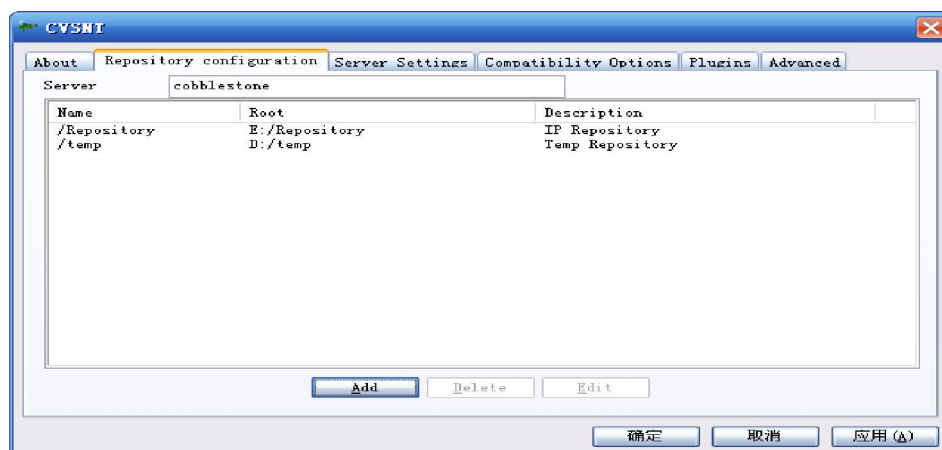 CVSNT
About Repository configuration Server Settings Compatibility Options Plugins Advanced
Server cobblestone
Name Root Description
/Repository E:/Repository IP Repository
/temp D:/temp Temp Repository
Add Delete Edit
确定 取消 应用(A)